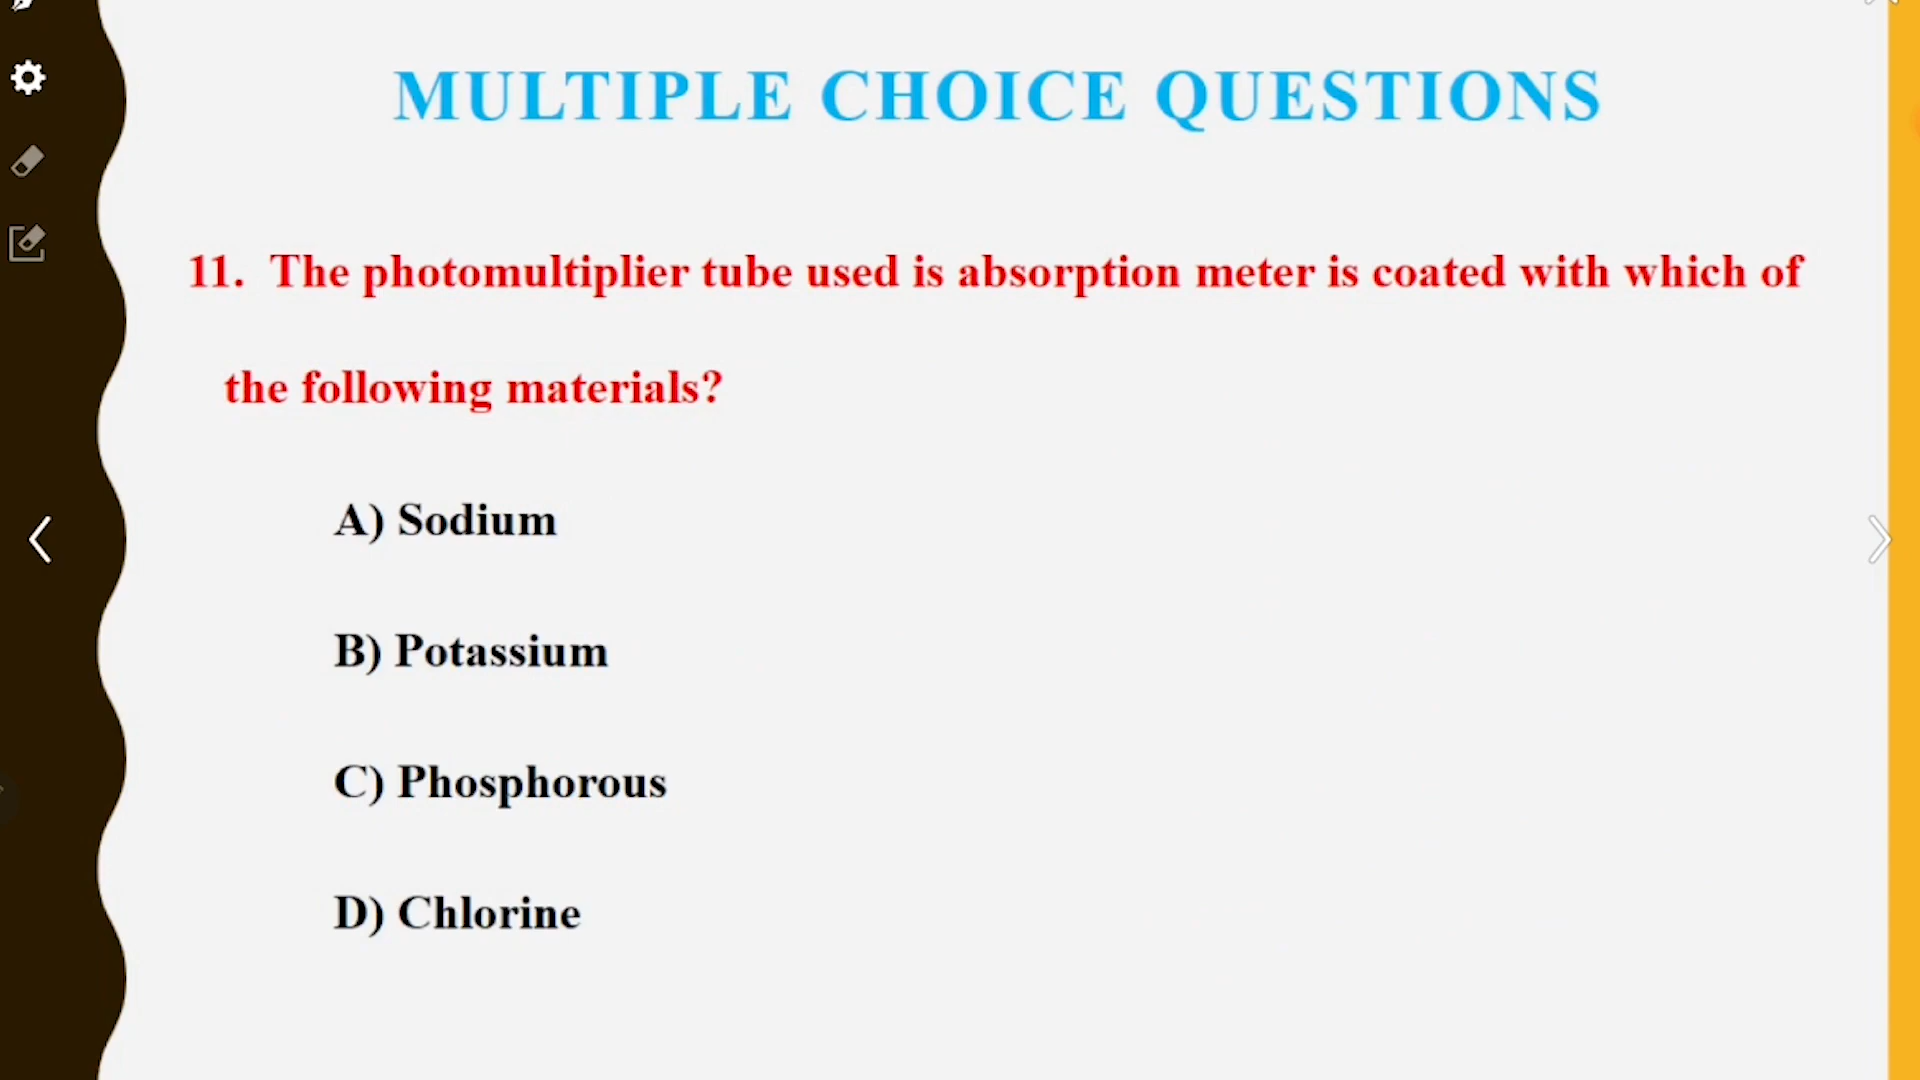 MULTIPLE CHOICE QUESTIONS
11. The photomultiplier tube used is absorption meter is coated with which of
the following materials?
A) Sodium
B) Potassium
C) Phosphorous
D) Chlorine